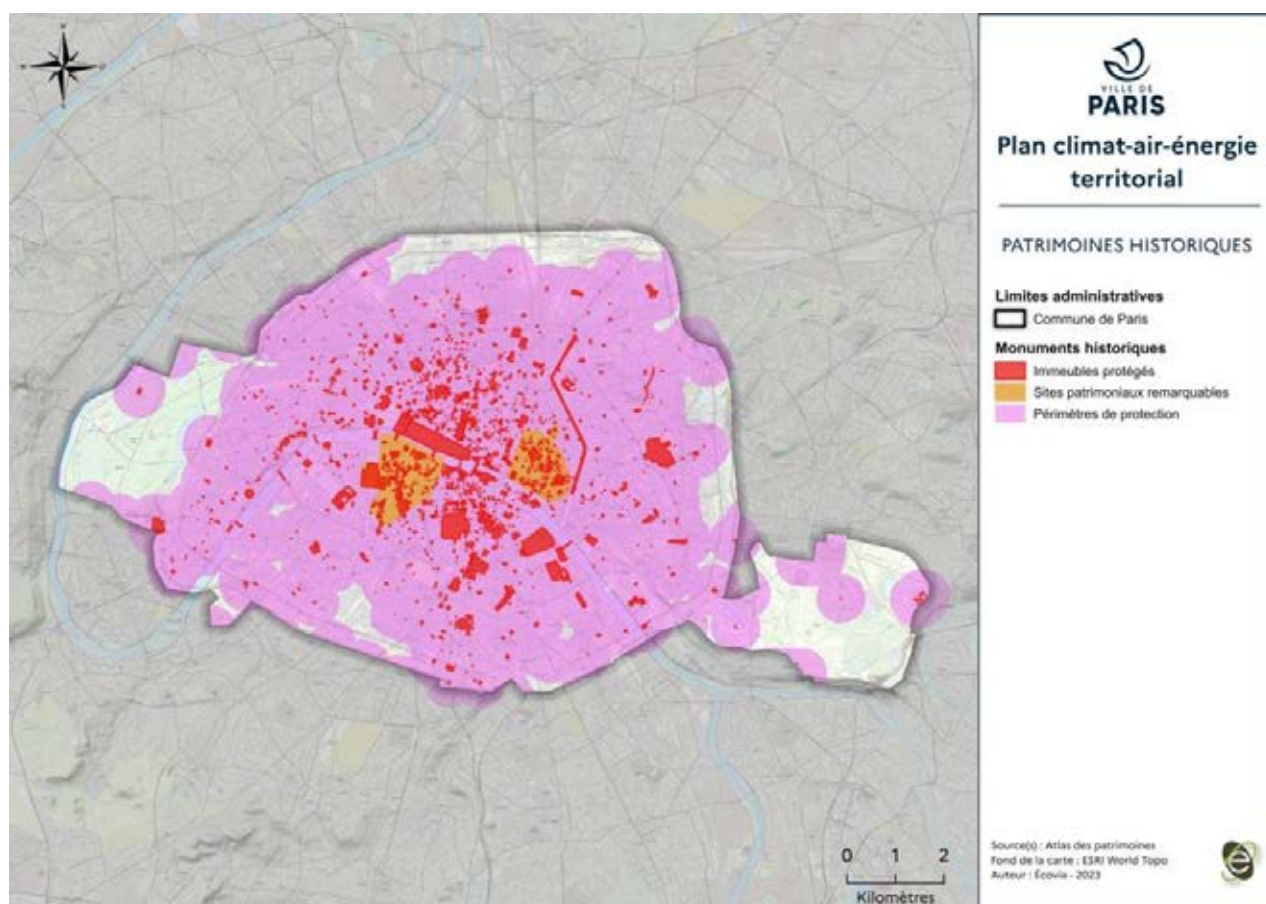 VILLE DE
PARIS
Plan climat-air-énergie
territorial
PATRIMOINES HISTORIQUES
Limites administratives
Commune de Paris
Monuments historiques
Immeubles protégés
Sites patrimoniaux remarquables
Périmètres de protection
0 1 2
Kilomètres
Source(s) : Atlas des patrimoines
Fond de la carte : ESRI World Topo
Auteur : Écovia - 2023